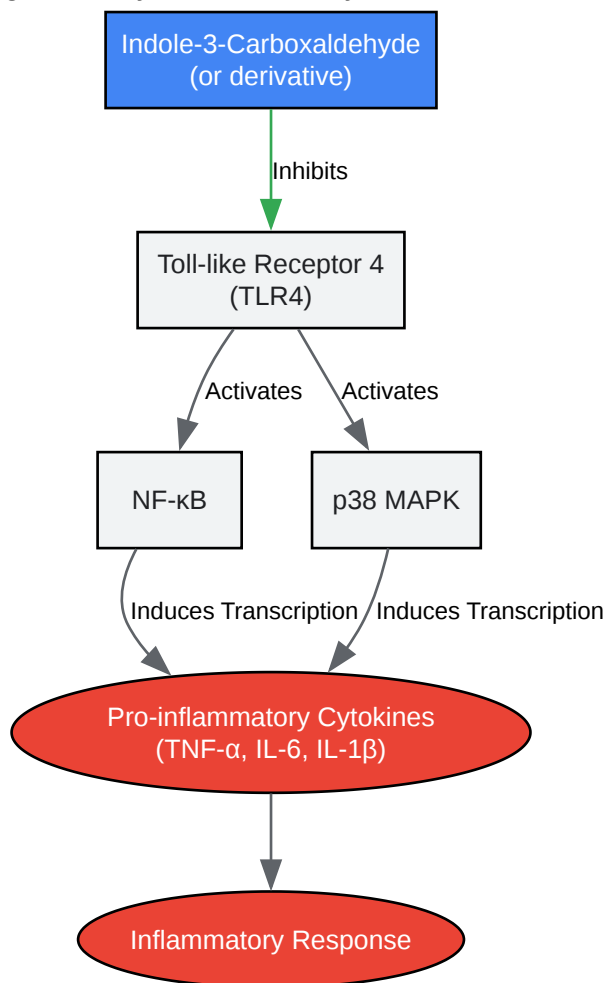 Indole-3-Carboxaldehyde
(or derivative)
Inhibits
Toll-like Receptor 4
(TLR4)
Activates
Activates
NF-κB
p38 MAPK
Induces Transcription
Induces Transcription
Pro-inflammatory Cytokines
(TNF-α, IL-6, IL-1β)
Inflammatory Response